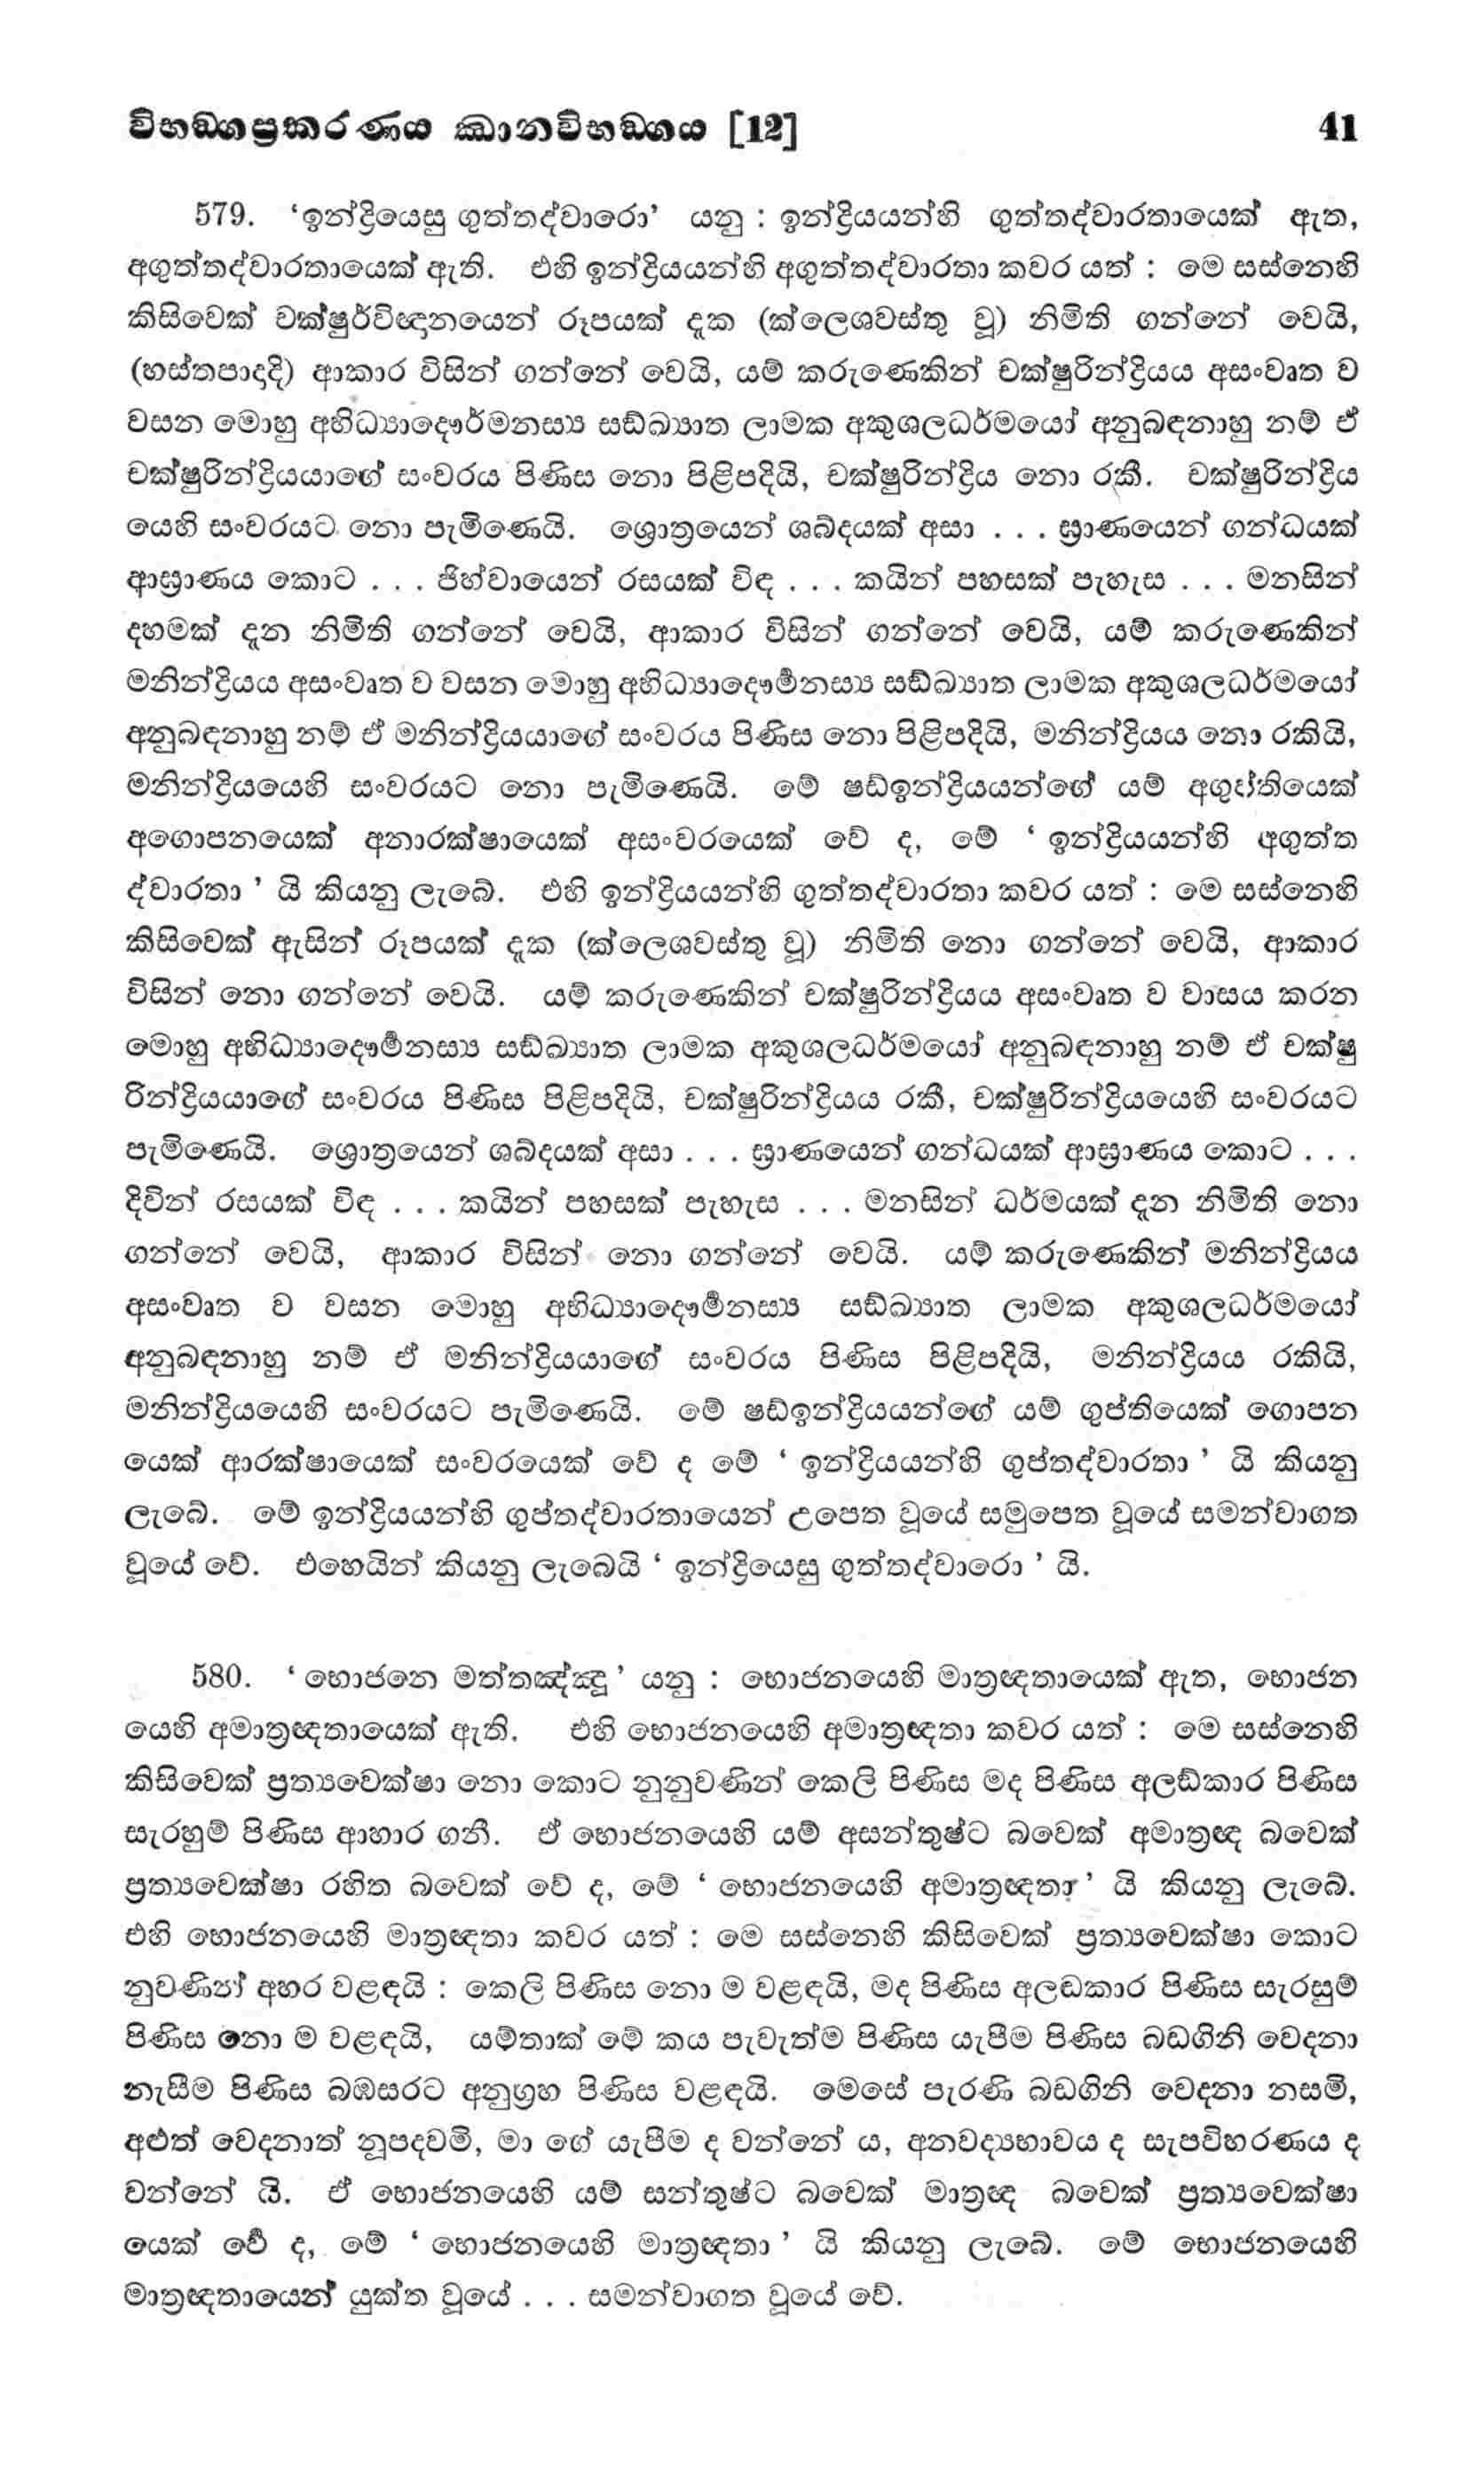 විභඞ්ගප්‍රකරණය ඣානවිභඞ්ගය [12] 41
579. ‘ඉන්ද්‍රියෙසු ගුත්තද්වාරො’ යනු : ඉන්ද්‍රියයන්හි ගුත්තද්වාරතායෙක් ඇත,
අගුත්තද්වාරතායෙක් ඇති. එහි ඉන්ද්‍රියයන්හි අගුත්තද්වාරතා කවර යත් : මෙ සස්නෙහි
කිසිවෙක් චක්ෂුර්විඥානයෙන් රූපයක් දැක (ක්ලෙශවස්තු වූ) නිමිති ගන්නේ වෙයි,
(හස්තපාදාදි) ආකාර විසින් ගන්නේ වෙයි, යම් කරුණෙකින් චක්ෂුරින්ද්‍රියය අසංවෘත ව
වසන මොහු අභිධ්‍යාදෞර්මනස්‍ය සඞ්ඛ්‍යාත ලාමක අකුශලධර්මයෝ අනුබඳනාහු නම් ඒ
චක්ෂුරින්ද්‍රියයාගේ සංවරය පිණිස නො පිළිපදියි, චක්ෂුරින්ද්‍රිය නො රකී. චක්ෂුරින්ද්‍රිය
යෙහි සංවරයට නො පැමිණෙයි. ශ්‍රොත්‍රයෙන් ශබ්දයක් අසා . . . ඝ්‍රාණයෙන් ගන්ධයක්
ආඝ්‍රාණය කොට . . . ජිහ්වායෙන් රසයක් විඳ . . . කයින් පහසක් පැහැස . . . මනසින්
දහමක් දැන නිමිති ගන්නේ වෙයි, ආකාර විසින් ගන්නේ වෙයි, යම් කරුණෙකින්
මනින්ද්‍රියය අසංවෘත ව වසන මොහු අභිධ්‍යාදෞර්‍මනස්‍ය සඞ්ඛ්‍යාත ලාමක අකුශලධර්මයෝ
අනුබඳනාහු නම් ඒ මනින්ද්‍රියයාගේ සංවරය පිණිස නො පිළිපදියි, මනින්ද්‍රියය නො රකියි,
මනින්ද්‍රියයෙහි සංවරයට නො පැමිණෙයි. මේ ෂඩ්ඉන්ද්‍රියයන්ගේ යම් අගුප්තියෙක්
අගොපනයෙක් අනාරක්ෂායෙක් අසංවරයෙක් වේ ද, මේ ‘ ඉන්ද්‍රියයන්හි අගුත්ත
ද්වාරතා ’ යි කියනු ලැබේ. එහි ඉන්ද්‍රියයන්හි ගුත්තද්වාරතා කවර යත් : මෙ සස්නෙහි
කිසිවෙක් ඇසින් රූපයක් දැක (ක්ලෙශවස්තු වූ) නිමිති නො ගන්නේ වෙයි, ආකාර
විසින් නො ගන්නේ වෙයි. යම් කරුණෙකින් චක්ෂුරින්ද්‍රියය අසංවෘත ව වාසය කරන
මොහු අභිධ්‍යාදෞර්‍මනස්‍ය සඞ්ඛ්‍යාත ලාමක අකුශලධර්මයෝ අනුබඳනාහු නම් ඒ චක්ෂු
රින්ද්‍රියයාගේ සංවරය පිණිස පිළිපදියි, චක්ෂුරින්ද්‍රියය රකී, චක්ෂුරින්ද්‍රියයෙහි සංවරයට
පැමිණෙයි. ශ්‍රොත්‍රයෙන් ශබ්දයක් අසා . . . ඝ්‍රාණයෙන් ගන්ධයක් ආඝ්‍රාණය කොට . . .
දිවින් රසයක් විඳ . . . කයින් පහසක් පැහැස . . . මනසින් ධර්මයක් දැන නිමිති නො
ගන්නේ වෙයි, ආකාර විසින් නො ගන්නේ වෙයි. යම් කරුණෙකින් මනින්ද්‍රියය
අසංවෘත ව වසන මොහු අභිධ්‍යාදෞර්‍මනස්‍ය සඞ්ඛ්‍යාත ලාමක අකුශලධර්මයෝ
අනුබඳනාහු නම් ඒ මනින්ද්‍රියයාගේ සංවරය පිණිස පිළිපදියි, මනින්ද්‍රියය රකියි,
මනින්ද්‍රියයෙහි සංවරයට පැමිණෙයි. මේ ෂඩ්ඉන්ද්‍රියයන්ගේ යම් ගුප්තියෙක් ගොපන
යෙක් ආරක්ෂායෙක් සංවරයෙක් වේ ද මේ ‘ ඉන්ද්‍රියයන්හි ගුප්තද්වාරතා ’ යි කියනු
ලැබේ. මේ ඉන්ද්‍රියයන්හි ගුප්තද්වාරතායෙන් උපෙත වූයේ සමුපෙත වූයේ සමන්වාගත
වූයේ වේ. එහෙයින් කියනු ලැබෙයි ‘ ඉන්ද්‍රියෙසු ගුත්තද්වාරො ’ යි.
580. ‘ භොජනෙ මත්තඤ්ඤූ ’ යනු : භොජනයෙහි මාත්‍රඥතායෙක් ඇත, භොජන
යෙහි අමාත්‍රඥතායෙක් ඇති. එහි භොජනයෙහි අමාත්‍රඥතා කවර යත් : මෙ සස්නෙහි
කිසිවෙක් ප්‍රත්‍යවෙක්ෂා නො කොට නුනුවණින් කෙලි පිණිස මද පිණිස අලඞ්කාර පිණිස
සැරහුම් පිණිස ආහාර ගනී. ඒ භොජනයෙහි යම් අසන්තුෂ්ට බවෙක් අමාත්‍රඥ බවෙක්
ප්‍රත්‍යවෙක්ෂා රහිත බවෙක් වේ ද, මේ ‘ භොජනයෙහි අමාත්‍රඥතා ’ යි කියනු ලැබේ.
එහි භොජනයෙහි මාත්‍රඥතා කවර යත් : මෙ සස්නෙහි කිසිවෙක් ප්‍රත්‍යවෙක්ෂා කොට
නුවණින් අහර වළඳයි : කෙලි පිණිස නො ම වළඳයි, මද පිණිස අලඬකාර පිණිස සැරසුම්
පිණිස නො ම වළඳයි, යම්තාක් මේ කය පැවැත්ම පිණිස යැපීම පිණිස බඩගිනි වෙදනා
නැසීම පිණිස බඹසරට අනුග්‍රහ පිණිස වළඳයි. මෙසේ පැරණි බඩගිනි වෙදනා නසමි,
අළුත් වෙදනාත් නූපදවමි, මා ගේ යැපීම ද වන්නේ ය, අනවද්‍යභාවය ද සැපවිහරණය ද
වන්නේ යි. ඒ භොජනයෙහි යම් සන්තුෂ්ට බවෙක් මාත්‍රඥ බවෙක් ප්‍රත්‍යවෙක්ෂා
යෙක් වේ ද, මේ ‘ භොජනයෙහි මාත්‍රඥතා ’ යි කියනු ලැබේ. මේ භොජනයෙහි
මාත්‍රඥතායෙන් යුක්ත වූයේ . . . සමන්වාගත වූයේ වේ.